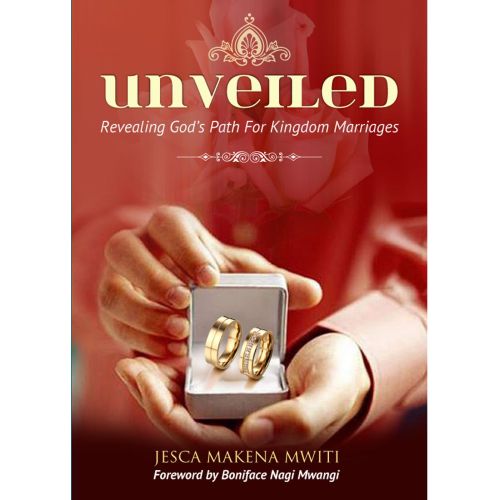 UNVEILED
Revealing God's Path For Kingdom Marriages
JESCA MAKENA MWITI
Foreword by Boniface Nagi Mwangi